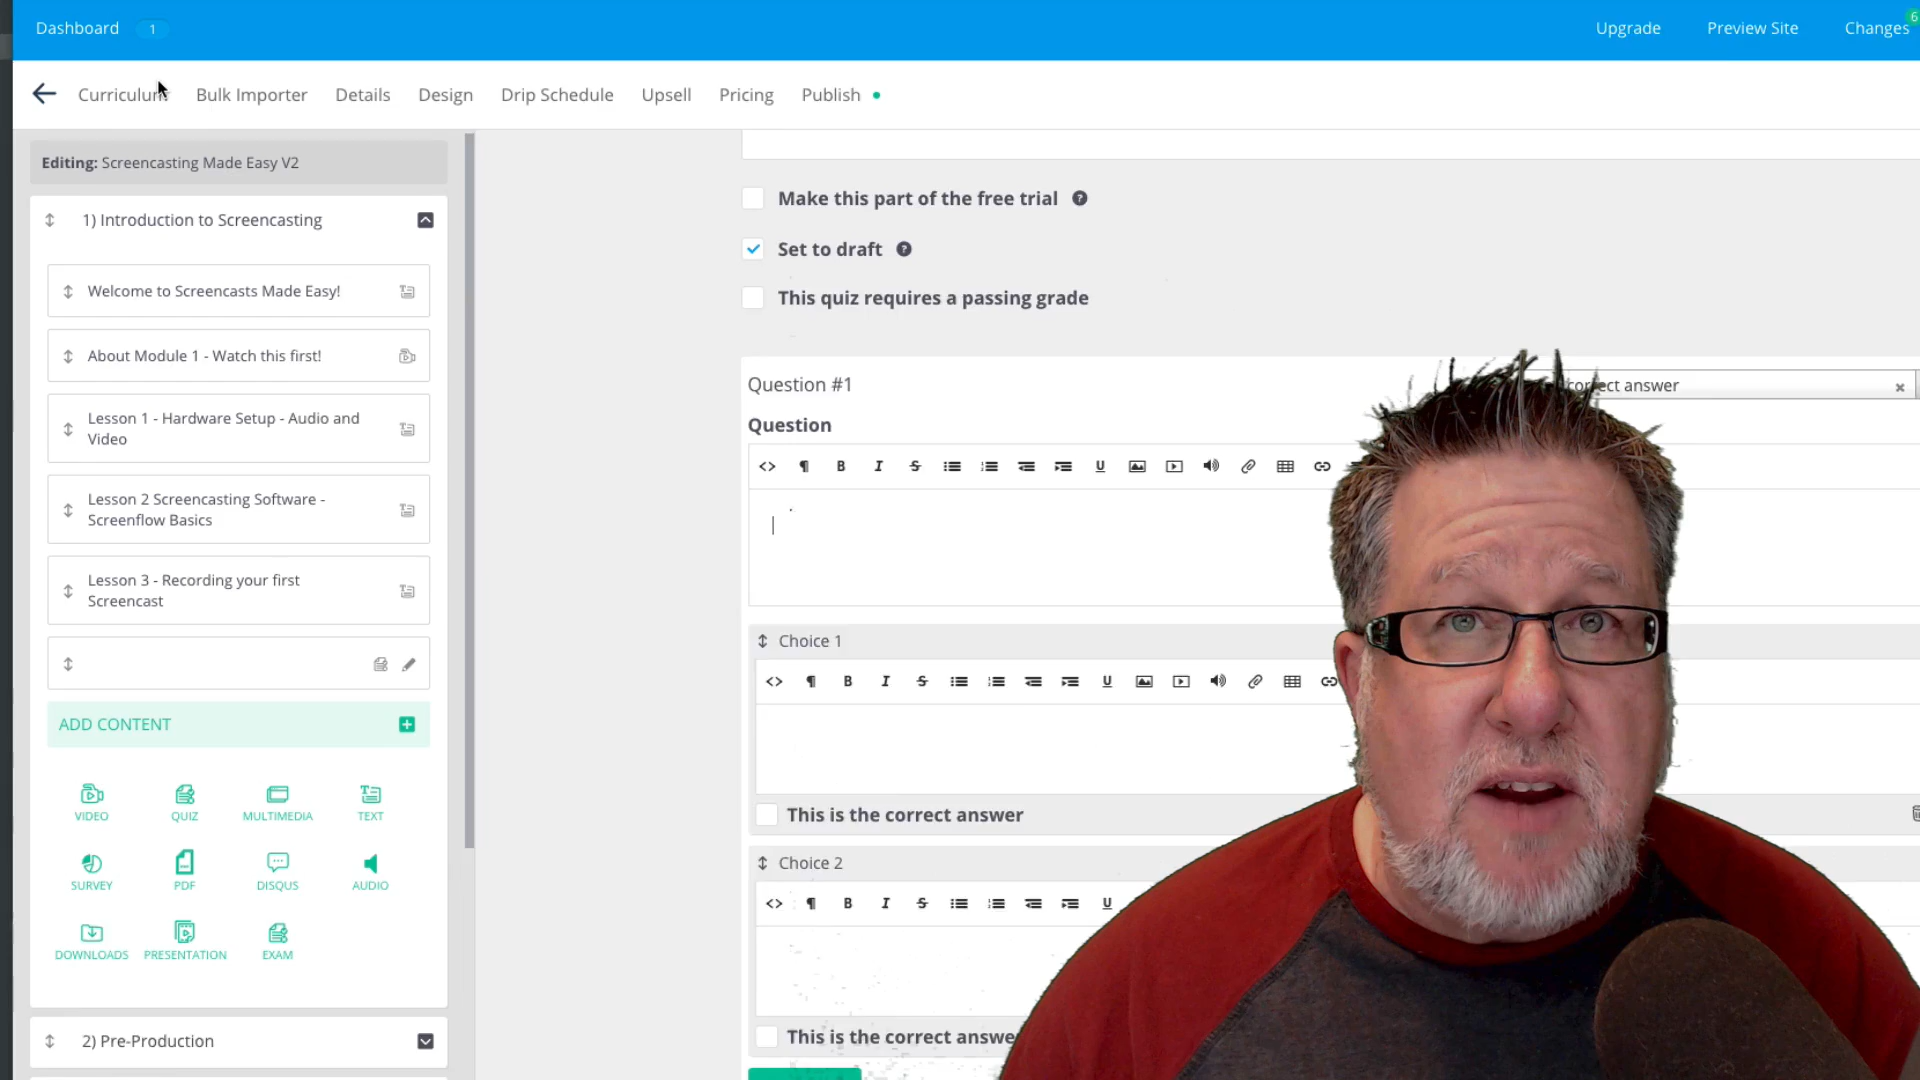 Dashboard 1 Upgrade Preview Site Changes 6
Curriculum Bulk Importer Details Design Drip Schedule Upsell Pricing Publish
Editing: Screencasting Made Easy V2
1) Introduction to Screencasting
Welcome to Screencasts Made Easy!
About Module 1 - Watch this first!
Lesson 1 - Hardware Setup - Audio and
Video
Lesson 2 Screencasting Software -
Screenflow Basics
Lesson 3 - Recording your first
Screencast
ADD CONTENT
VIDEO QUIZ MULTIMEDIA TEXT
SURVEY PDF DISQUS AUDIO
DOWNLOADS PRESENTATION EXAM
2) Pre-Production
Make this part of the free trial
Set to draft
This quiz requires a passing grade
Question #1
correct answer
Question
Choice 1
This is the correct answer
Choice 2
This is the correct answe